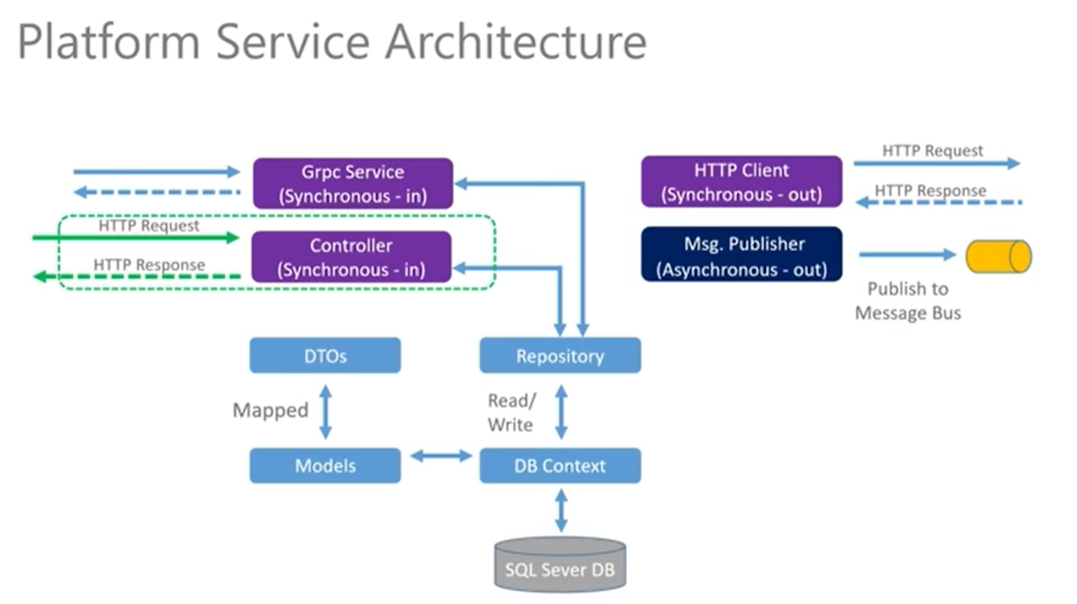 Platform Service Architecture
Grpc Service
(Synchronous - in)
HTTP Request
HTTP Response
Controller
(Synchronous - in)
HTTP Client
(Synchronous - out)
HTTP Request
HTTP Response
Msg. Publisher
(Asynchronous - out)
Publish to
Message Bus
DTOs
Repository
Mapped
Read/
Write
Models
DB Context
SQL Sever DB